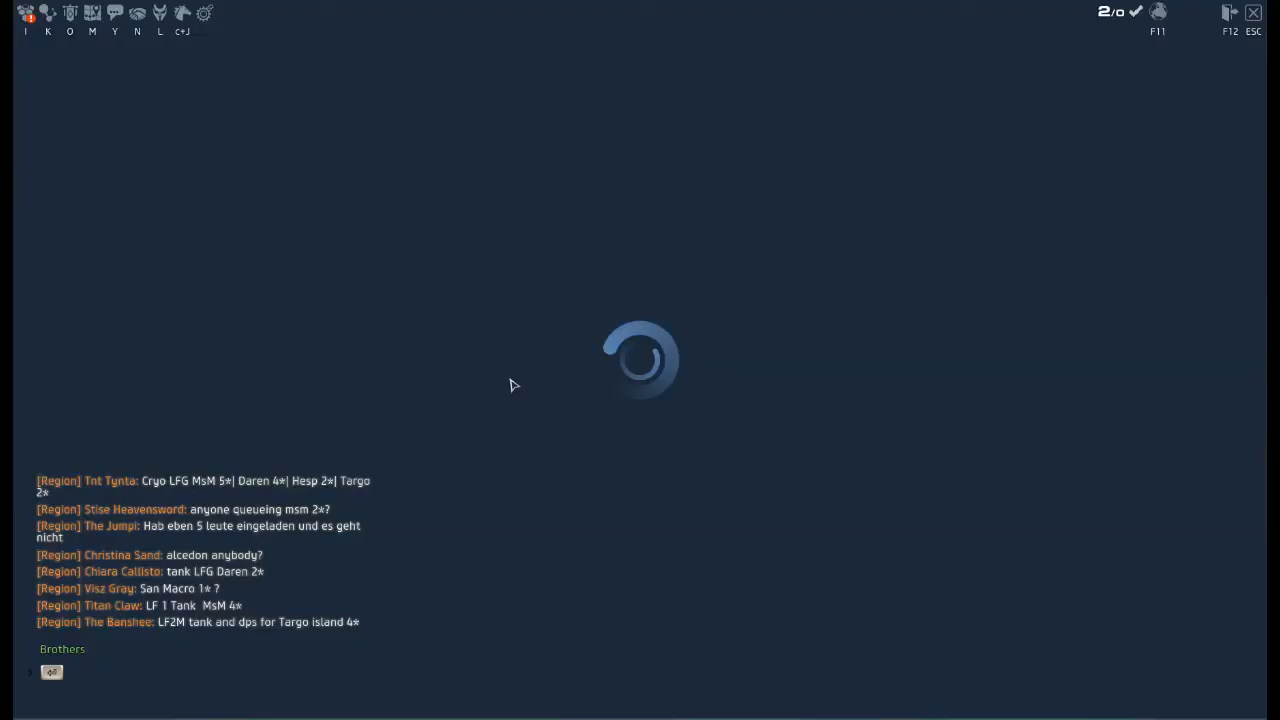 2/0
I K O M Y N L c+J
F11 F12 ESC
[Region] Tnt Tynta: Cryo LFG MsM 5*| Daren 4*| Hesp 2*| Targo
2*
[Region] Stise Heavensword: anyone queueing msm 2*?
[Region] The Jumpi: Hab eben 5 leute eingeladen und es geht
nicht
[Region] Christina Sand: alcedon anybody?
[Region] Chiara Callisto: tank LFG Daren 2*
[Region] Visz Gray: San Macro 1* ?
[Region] Titan Claw: LF 1 Tank  MsM 4*
[Region] The Banshee: LF2M tank and dps for Targo island 4*
Brothers